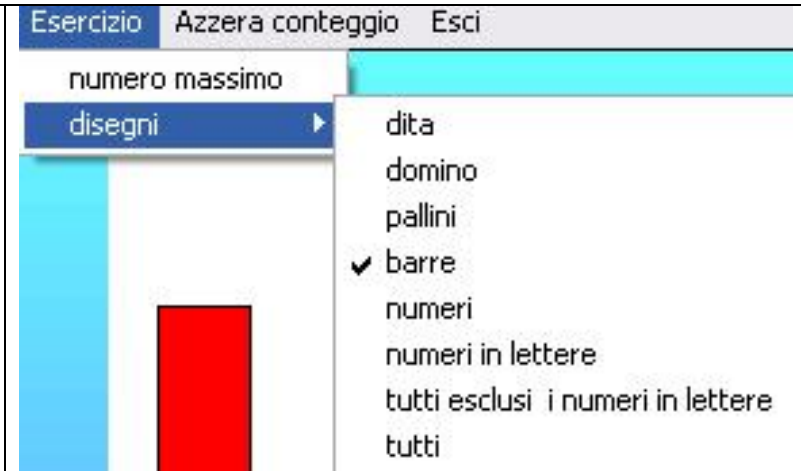 Esercizio Azzera conteggio Esci
numero massimo
disegni
dita
domino
pallini
barre
numeri
numeri in lettere
tutti esclusi i numeri in lettere
tutti